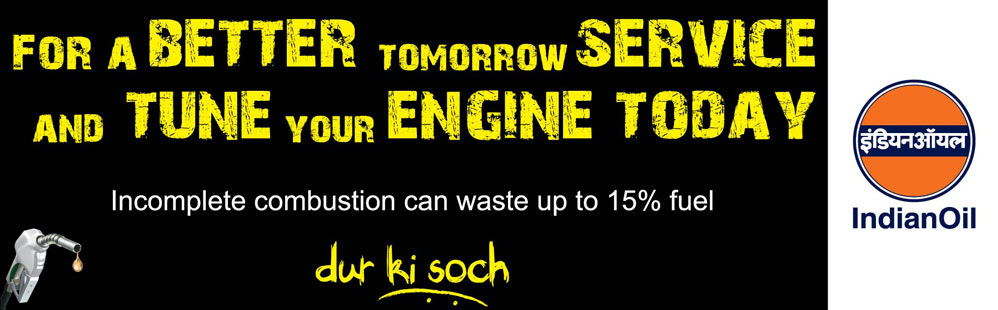 FOR A BETTER TOMORROW SERVICE
AND TUNE YOUR ENGINE TODAY
Incomplete combustion can waste up to 15% fuel
dur ki soch
इंडियनऑयल
IndianOil